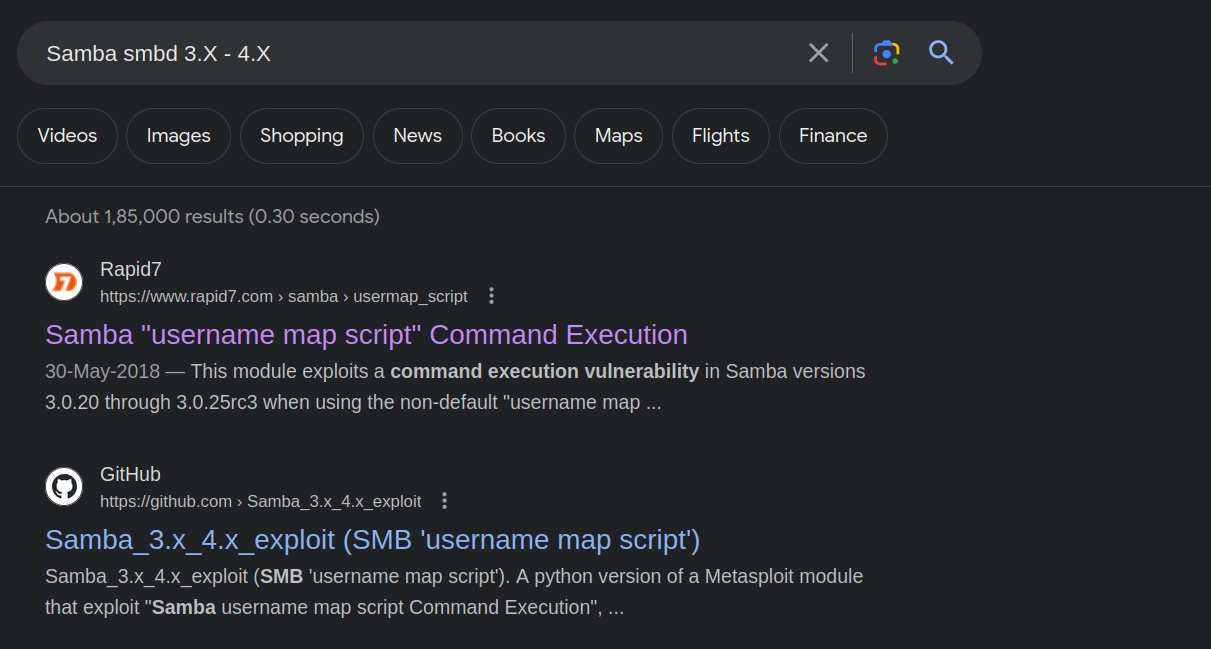 Samba smbd 3.X - 4.X
Videos Images Shopping News Books Maps Flights Finance
About 1,85,000 results (0.30 seconds)
Rapid7
https://www.rapid7.com › samba › usermap_script
Samba "username map script" Command Execution
30-May-2018 — This module exploits a command execution vulnerability in Samba versions
3.0.20 through 3.0.25rc3 when using the non-default "username map ...
GitHub
https://github.com › Samba_3.x_4.x_exploit
Samba_3.x_4.x_exploit (SMB 'username map script')
Samba_3.x_4.x_exploit (SMB 'username map script'). A python version of a Metasploit module
that exploit "Samba username map script Command Execution", ...